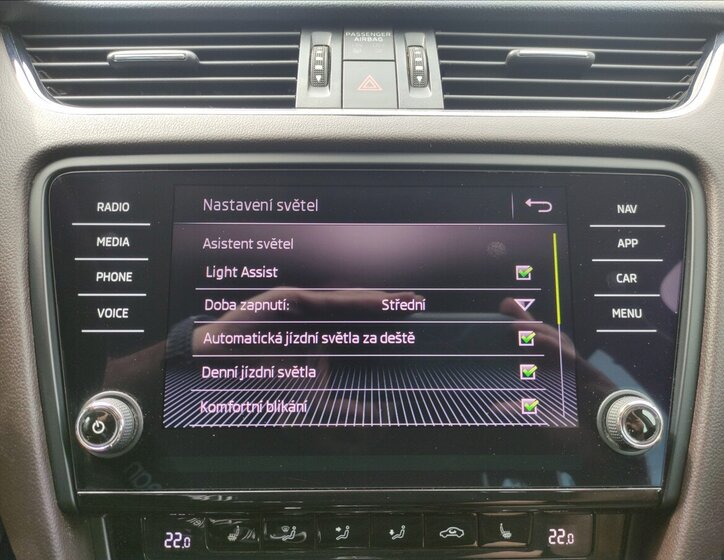 PASSENGER
AIRBAG
RADIO
MEDIA
PHONE
VOICE
Nastavení světel
Asistent světel
Light Assist
Doba zapnutí: Střední
Automatická jízdní světla za deště
Denní jízdní světla
Komfortní blikání
NAV
APP
CAR
MENU
22.0
22.0